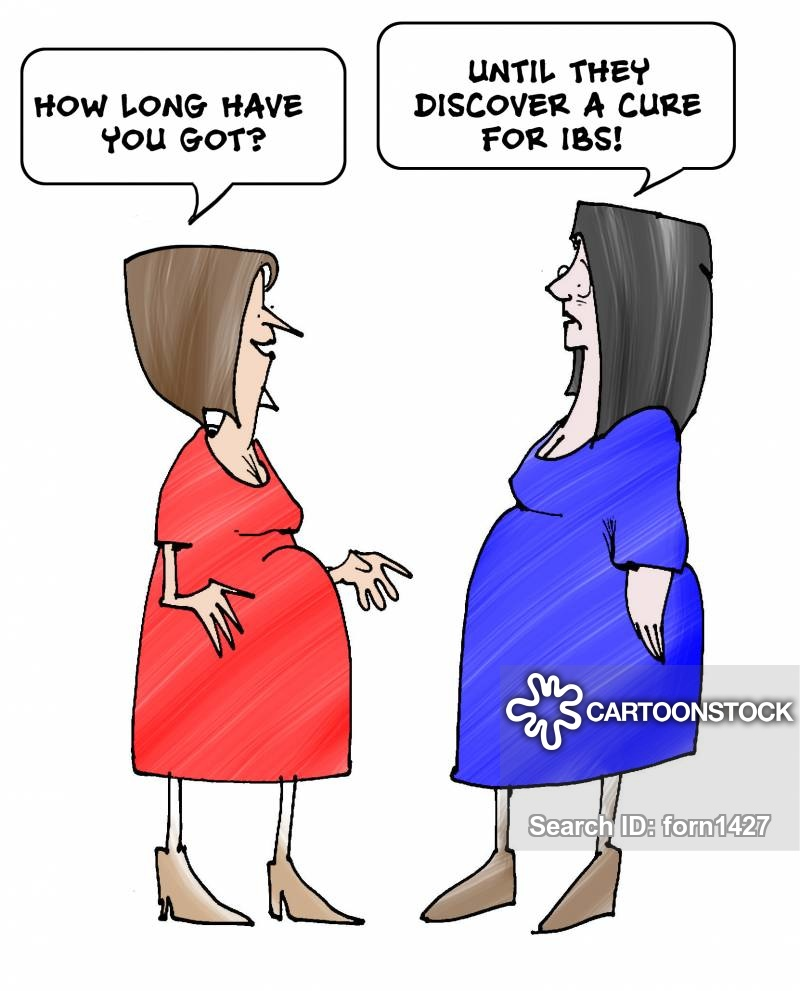 HOW LONG HAVE
YOU GOT?
UNTIL THEY
DISCOVER A CURE
FOR IBS!
CARTOONSTOCK
Search ID: forn1427